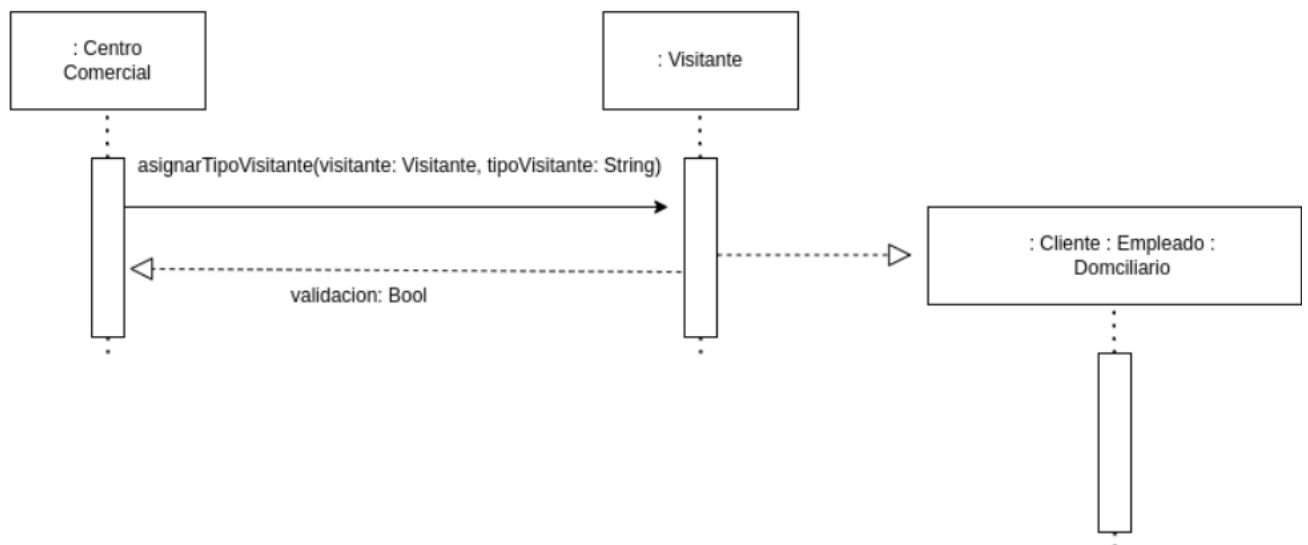 : Centro
Comercial
: Visitante
asignarTipoVisitante(visitante: Visitante, tipoVisitante: String)
: Cliente : Empleado :
Domciliario
validacion: Bool